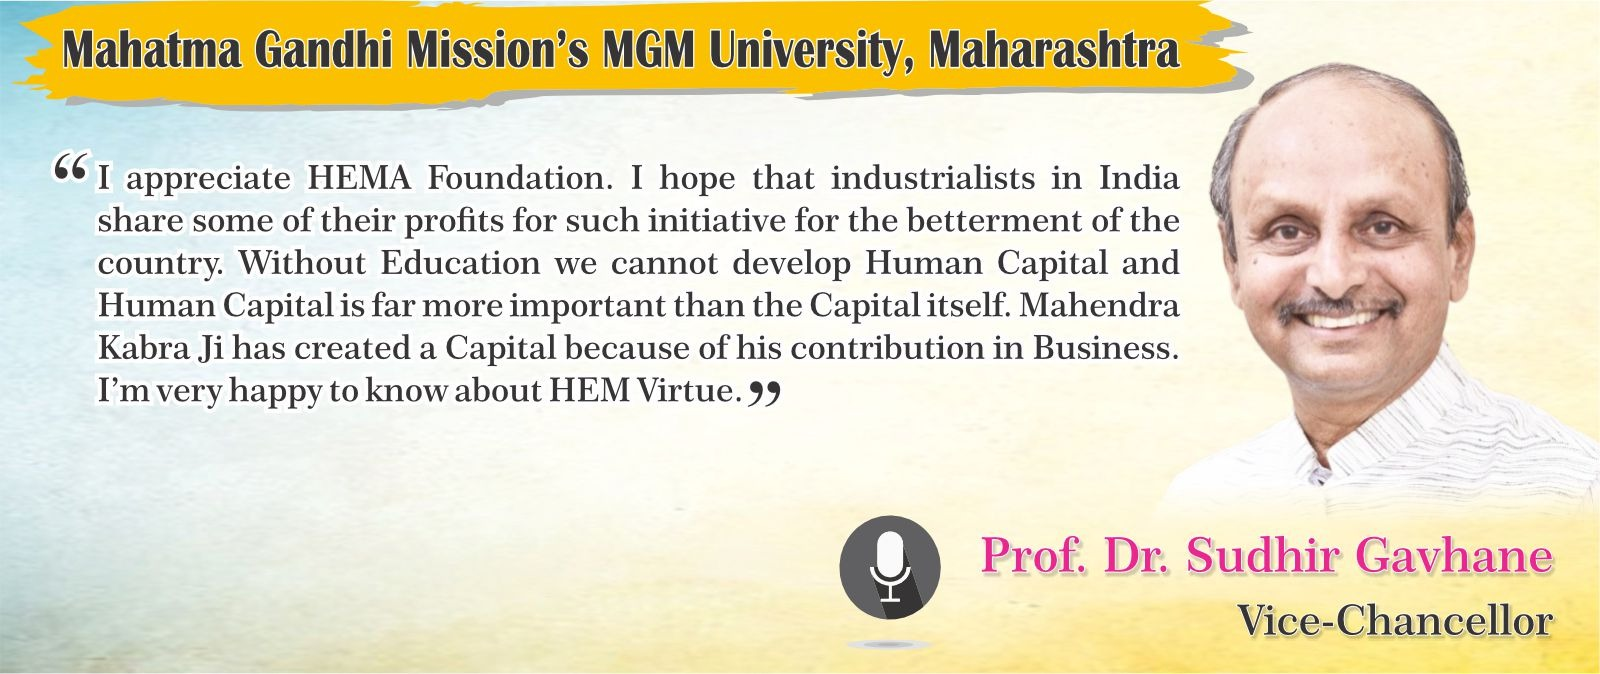 Mahatma Gandhi Mission’s MGM University, Maharashtra
“ I appreciate HEMA Foundation. I hope that industrialists in India
share some of their profits for such initiative for the betterment of the
country. Without Education we cannot develop Human Capital and
Human Capital is far more important than the Capital itself. Mahendra
Kabra Ji has created a Capital because of his contribution in Business.
I’m very happy to know about HEM Virtue. ”
Prof. Dr. Sudhir Gavhane
Vice-Chancellor